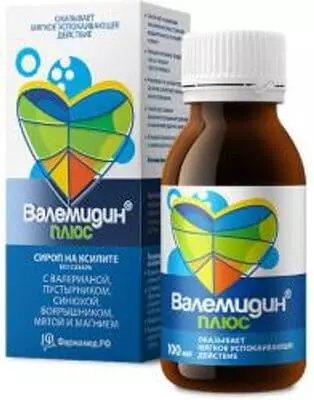 ОКАЗЫВАЕТ
МЯГКОЕ УСПОКАИВАЮЩЕЕ
ДЕЙСТВИЕ
Валемидин®
плюс
СИРОП НА КСИЛИТЕ
БЕЗ САХАРА
С ВАЛЕРИАНОЙ,
ПУСТЫРНИКОМ,
СИНЮХОЙ,
БОЯРЫШНИКОМ,
МЯТОЙ И МАГНИЕМ
Фармамед.РФ
Валемидин®
плюс
100 мл
ОКАЗЫВАЕТ
МЯГКОЕ УСПОКАИВАЮЩЕЕ
ДЕЙСТВИЕ